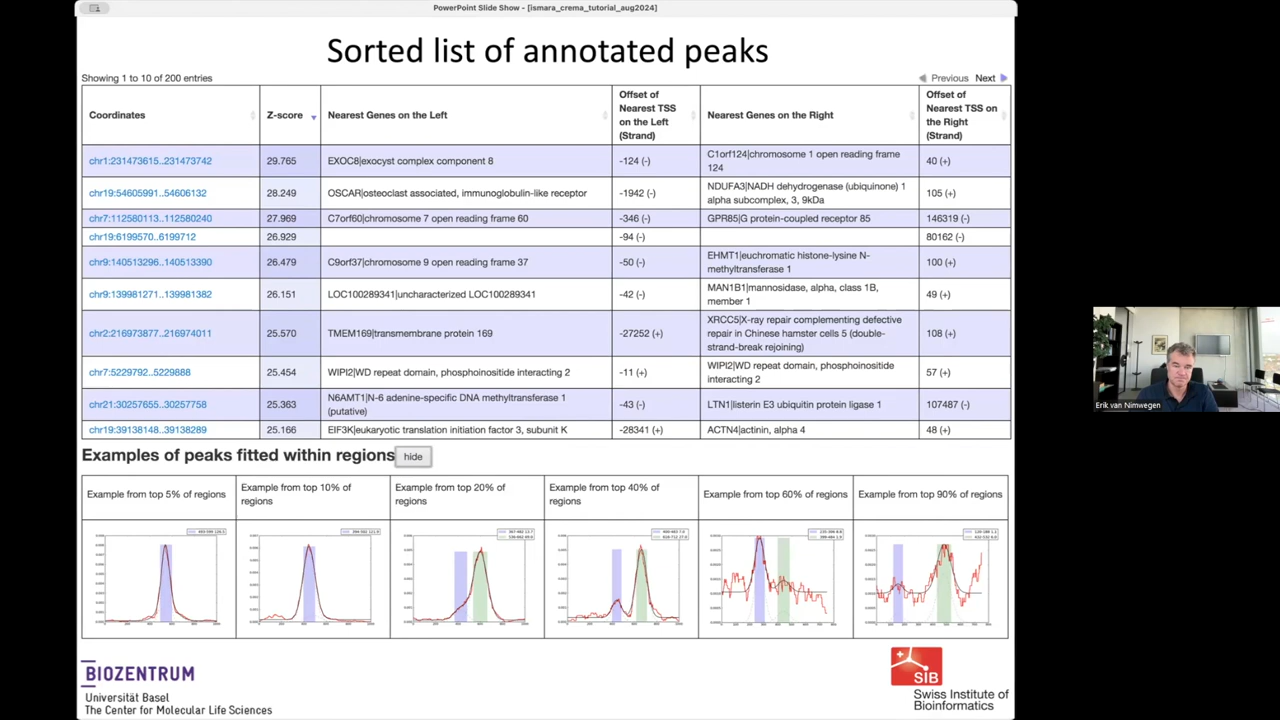 PowerPoint Slide Show - [ismara_crema_tutorial_aug2024]
Sorted list of annotated peaks
Showing 1 to 10 of 200 entries
Previous Next
Coordinates Z-score Nearest Genes on the Left Offset of Nearest TSS on the Left (Strand) Nearest Genes on the Right Offset of Nearest TSS on the Right (Strand)
chr1:231473615..231473742 29.765 EXOC8|exocyst complex component 8 -124 (-) C1orf124|chromosome 1 open reading frame 124 40 (+)
chr19:54605991..54606132 28.249 OSCAR|osteoclast associated, immunoglobulin-like receptor -1942 (-) NDUFA3|NADH dehydrogenase (ubiquinone) 1 alpha subcomplex, 3, 9kDa 105 (+)
chr7:112580113..112580240 27.969 C7orf60|chromosome 7 open reading frame 60 -346 (-) GPR85|G protein-coupled receptor 85 146319 (-)
chr19:6199570..6199712 26.929 -94 (-) 80162 (-)
chr9:140513296..140513390 26.479 C9orf37|chromosome 9 open reading frame 37 -50 (-) EHMT1|euchromatic histone-lysine N-methyltransferase 1 100 (+)
chr9:139981271..139981382 26.151 LOC100289341|uncharacterized LOC100289341 -42 (-) MAN1B1|mannosidase, alpha, class 1B, member 1 49 (+)
chr2:216973877..216974011 25.570 TMEM169|transmembrane protein 169 -27252 (+) XRCC5|X-ray repair complementing defective repair in Chinese hamster cells 5 (double-strand-break rejoining) 108 (+)
chr7:5229792..5229888 25.454 WIPI2|WD repeat domain, phosphoinositide interacting 2 -11 (+) WIPI2|WD repeat domain, phosphoinositide interacting 2 57 (+)
chr21:30257655..30257758 25.363 N6AMT1|N-6 adenine-specific DNA methyltransferase 1 (putative) -43 (-) LTN1|listerin E3 ubiquitin protein ligase 1 107487 (-)
chr19:39138148..39138289 25.166 EIF3K|eukaryotic translation initiation factor 3, subunit K -28341 (+) ACTN4|actinin, alpha 4 48 (+)
Examples of peaks fitted within regions hide
Example from top 5% of regions
Example from top 10% of regions
Example from top 20% of regions
Example from top 40% of regions
Example from top 60% of regions
Example from top 90% of regions
BIOZENTRUM
Universität Basel
The Center for Molecular Life Sciences
SIB
Swiss Institute of
Bioinformatics
Erik van Nimwegen